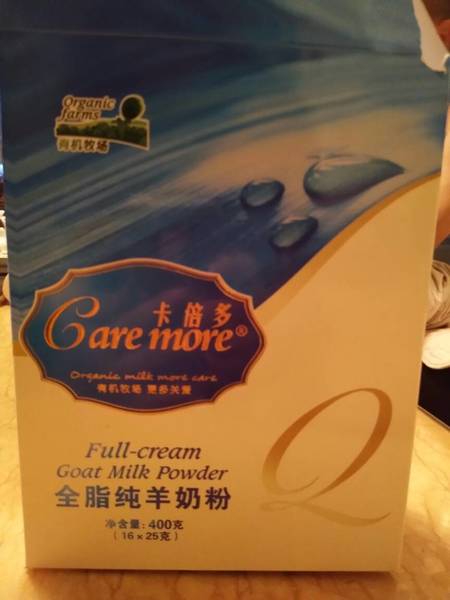 Organic
farms
有机牧场
卡倍多
Care more®
Organic milk more care
有机牧场 更多关爱
Full-cream
Goat Milk Powder
全脂纯羊奶粉
净含量: 400克
(16×25克)
Q